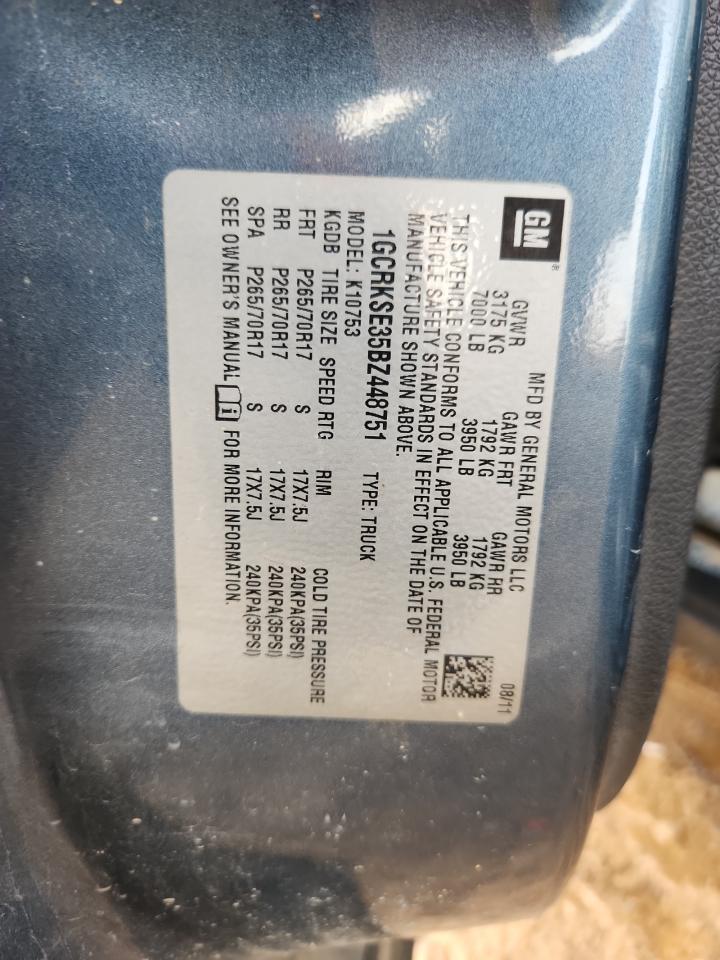 GM®
MFD BY GENERAL MOTORS LLC 08/11
GVWR GAWR FRT GAWR RR
3175 KG 1792 KG 1792 KG
7000 LB 3950 LB 3950 LB
THIS VEHICLE CONFORMS TO ALL APPLICABLE U.S. FEDERAL MOTOR
VEHICLE SAFETY STANDARDS IN EFFECT ON THE DATE OF
MANUFACTURE SHOWN ABOVE.
1GCRKSE35BZ448751 TYPE: TRUCK
MODEL: K10753
KGDB TIRE SIZE SPEED RTG RIM COLD TIRE PRESSURE
FRT P265/70R17 S 17X7.5J 240KPA(35PSI)
RR P265/70R17 S 17X7.5J 240KPA(35PSI)
SPA P265/70R17 S 17X7.5J 240KPA(35PSI)
SEE OWNER'S MANUAL i FOR MORE INFORMATION.